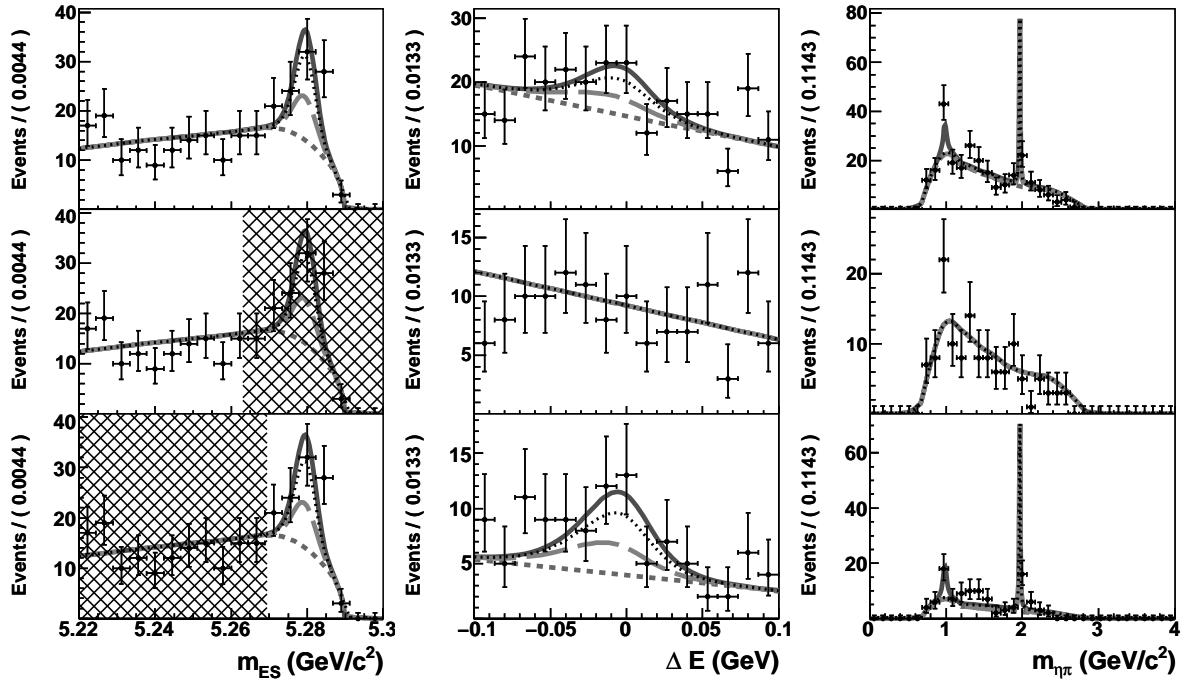 Events / ( 0.0044
40
30
20
10
Events / ( 0.0133
30
20
10
Events / ( 0.1143
80
60
40
20
Events / ( 0.0044
40
30
20
10
Events / ( 0.0133
15
10
5
Events / ( 0.1143
20
10
Events / ( 0.0044
40
30
20
10
5.22 5.24 5.26 5.28 5.3
m_ES (GeV/c²)
Events / ( 0.0133
15
10
5
−0.1 −0.05 0 0.05 0.1
Δ E (GeV)
Events / ( 0.1143 )
60
40
20
0 1 2 3 4
m_ηπ (GeV/c²)